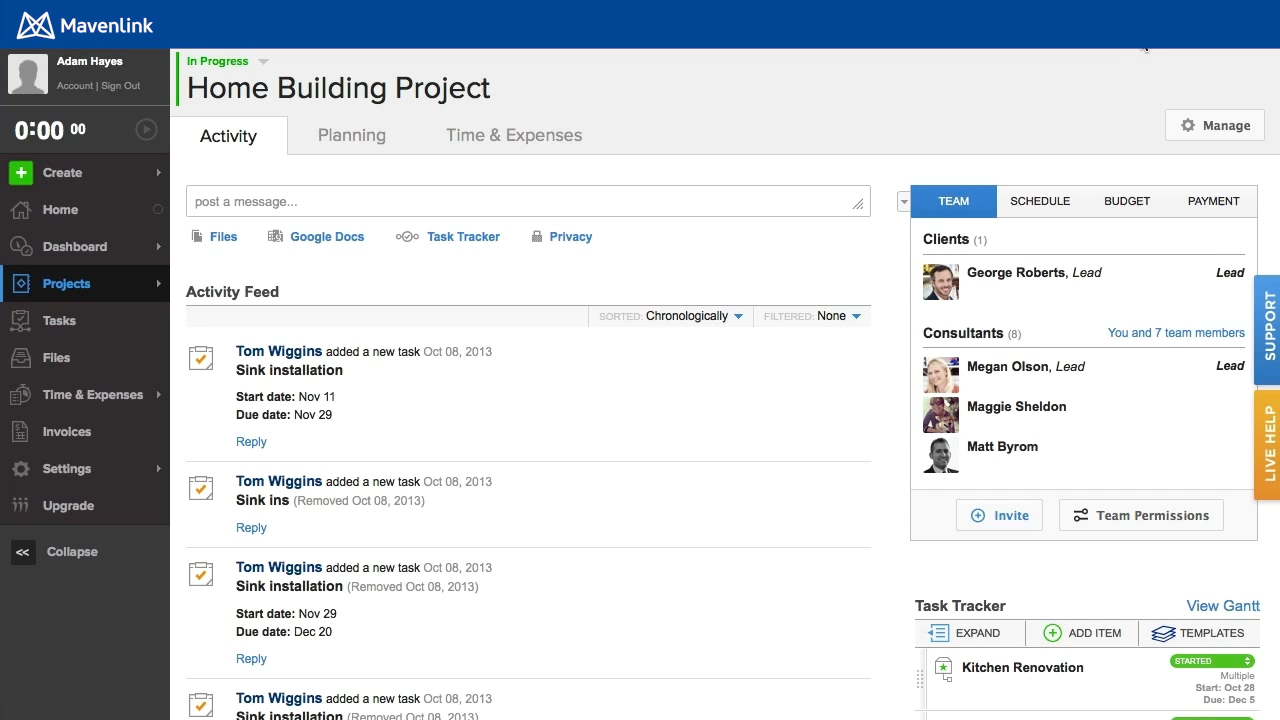 Mavenlink
Adam Hayes
Account | Sign Out
0:00 00
Create
Home
Dashboard
Projects
Tasks
Files
Time & Expenses
Invoices
Settings
Upgrade
<< Collapse
In Progress
Home Building Project
Activity
Planning
Time & Expenses
Manage
post a message...
Files
Google Docs
Task Tracker
Privacy
Activity Feed
SORTED: Chronologically
FILTERED: None
Tom Wiggins added a new task Oct 08, 2013
Sink installation
Start date: Nov 11
Due date: Nov 29
Reply
Tom Wiggins added a new task Oct 08, 2013
Sink ins (Removed Oct 08, 2013)
Reply
Tom Wiggins added a new task Oct 08, 2013
Sink installation (Removed Oct 08, 2013)
Start date: Nov 29
Due date: Dec 20
Reply
Tom Wiggins added a new task Oct 08, 2013
Sink installation (Removed Oct 08, 2013)
TEAM
SCHEDULE
BUDGET
PAYMENT
Clients (1)
George Roberts, Lead
Lead
Consultants (8)
You and 7 team members
Megan Olson, Lead
Lead
Maggie Sheldon
Matt Byrom
Invite
Team Permissions
Task Tracker
View Gantt
EXPAND
ADD ITEM
TEMPLATES
Kitchen Renovation
STARTED
Multiple
Start: Oct 28
Due: Dec 5
SUPPORT
LIVE HELP